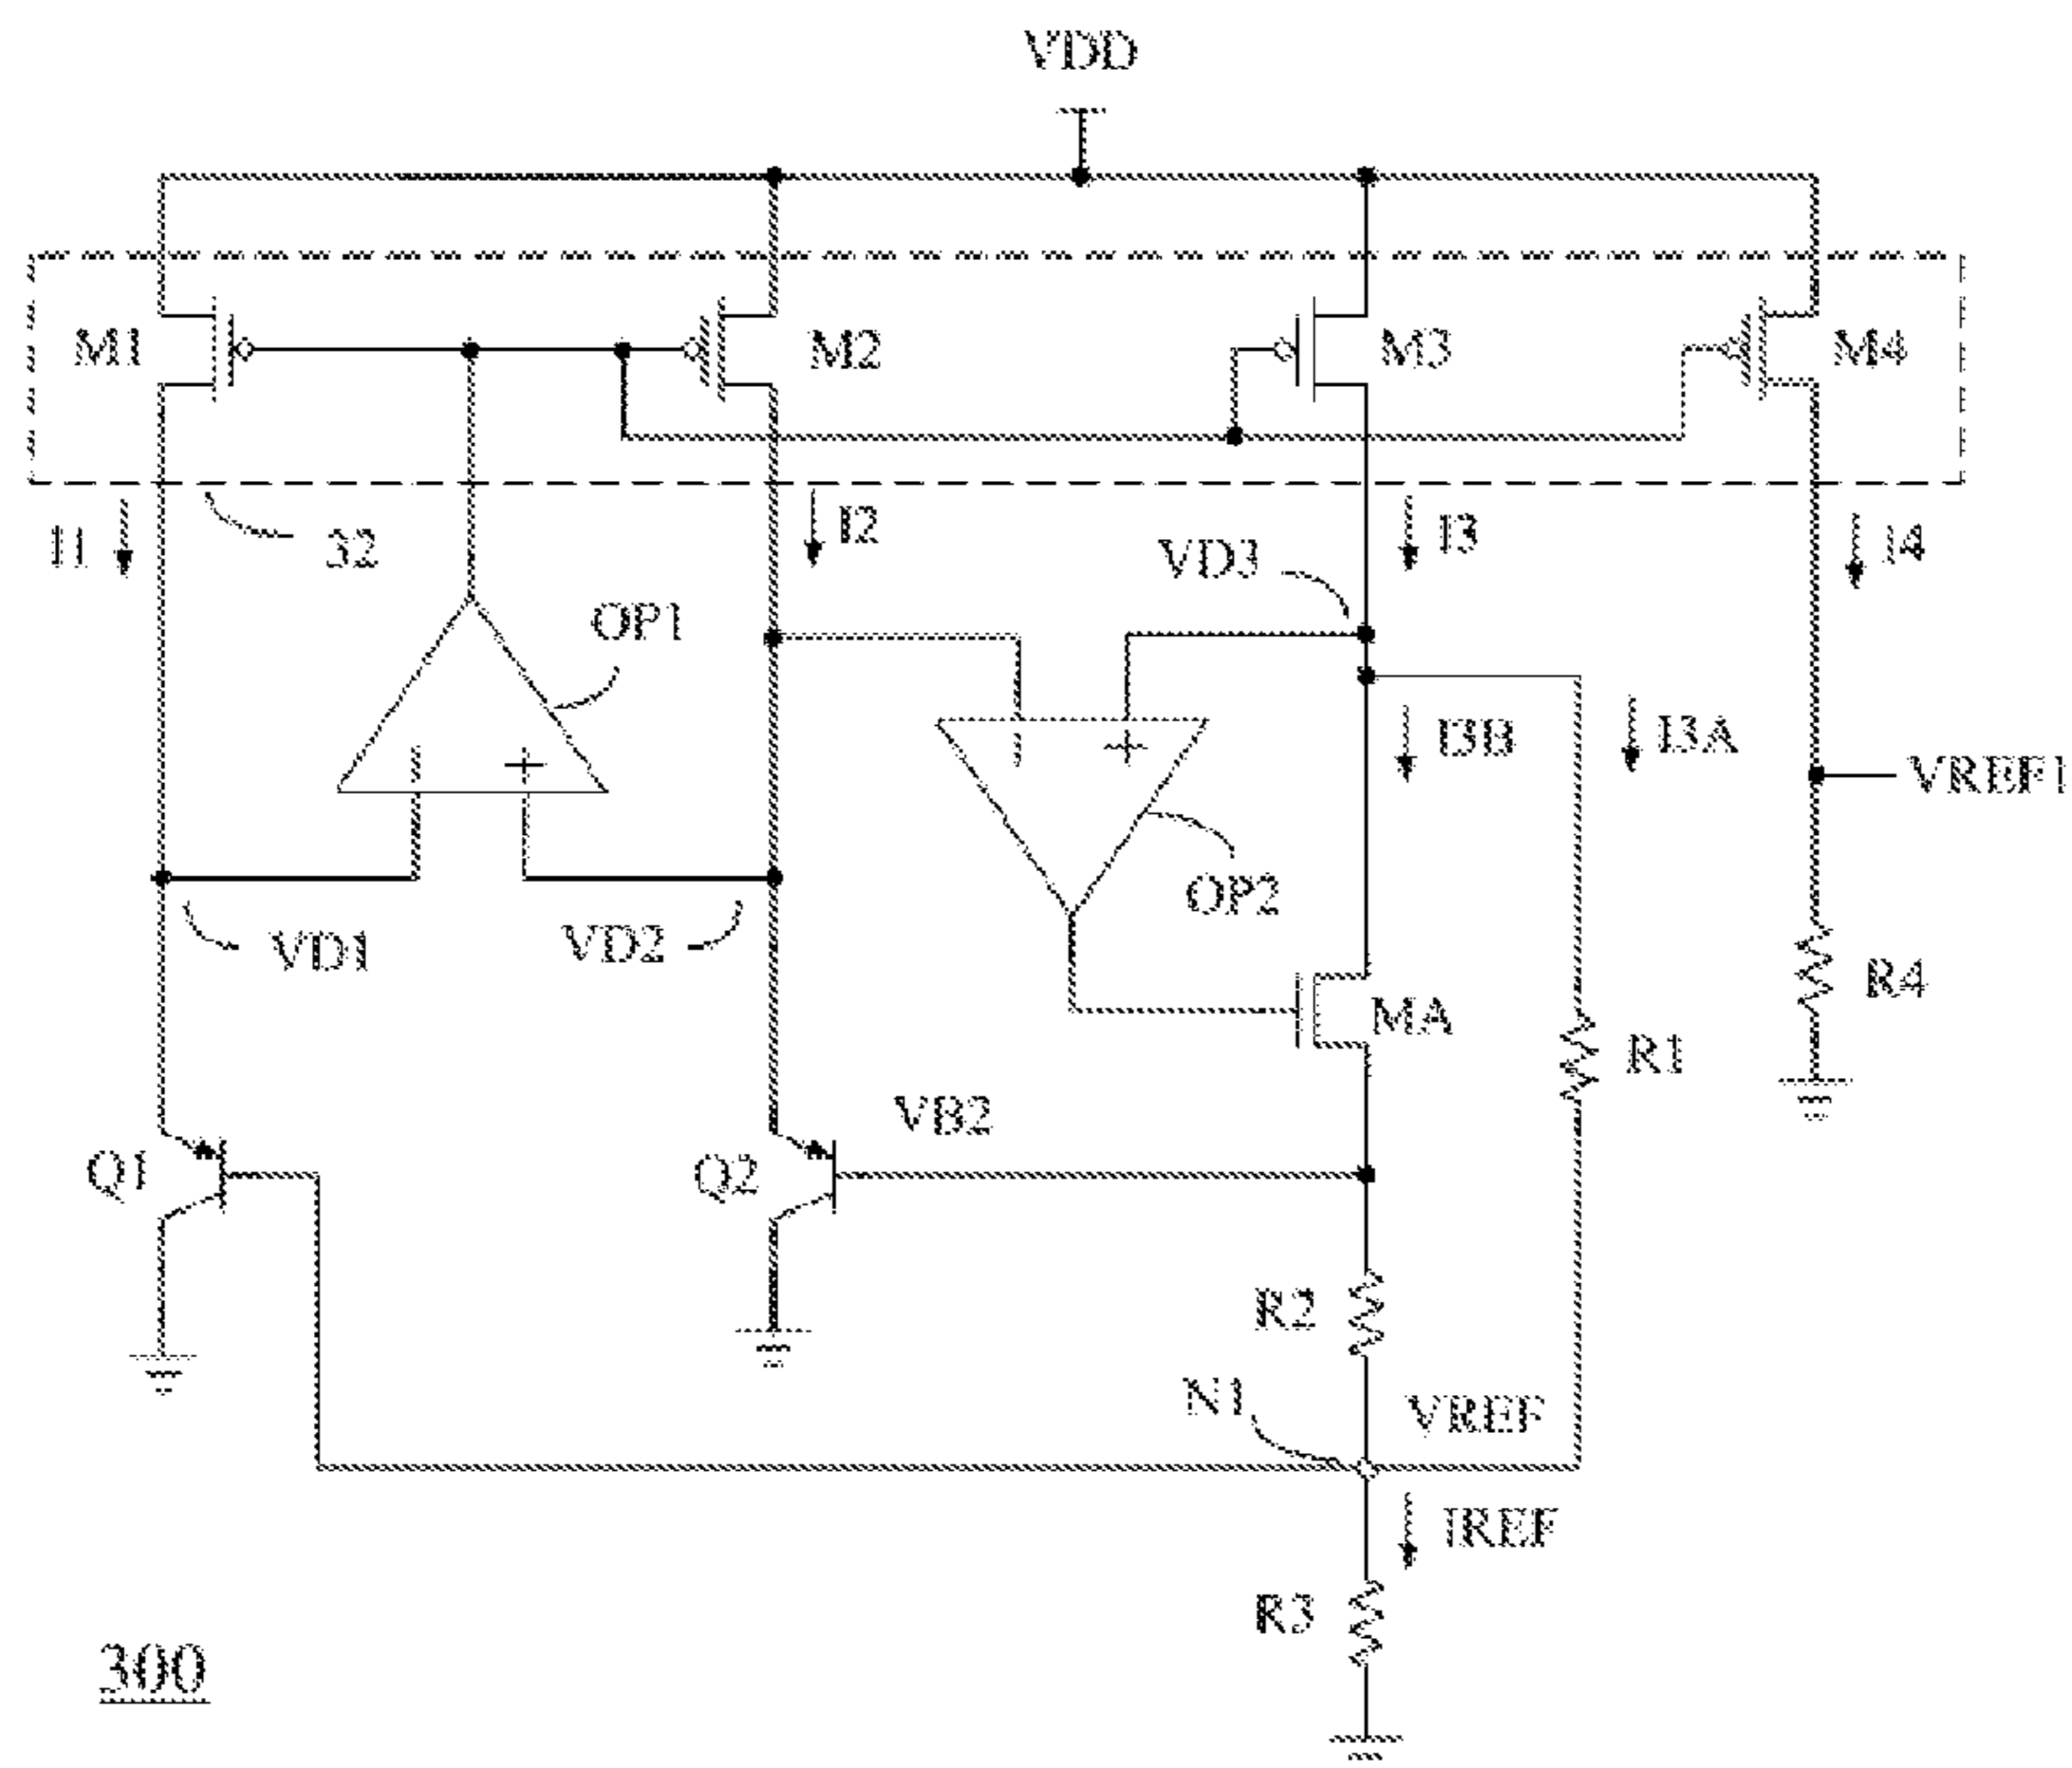 VDD
M1
M2
M3
M4
I1
32
I2
VD3
I3
I4
OP1
I3B
I3A
VREF1
OP2
VD1
VD2
MA
R4
R1
VB2
Q1
Q2
R2
N1
VREF
IREF
R3
300
+
+